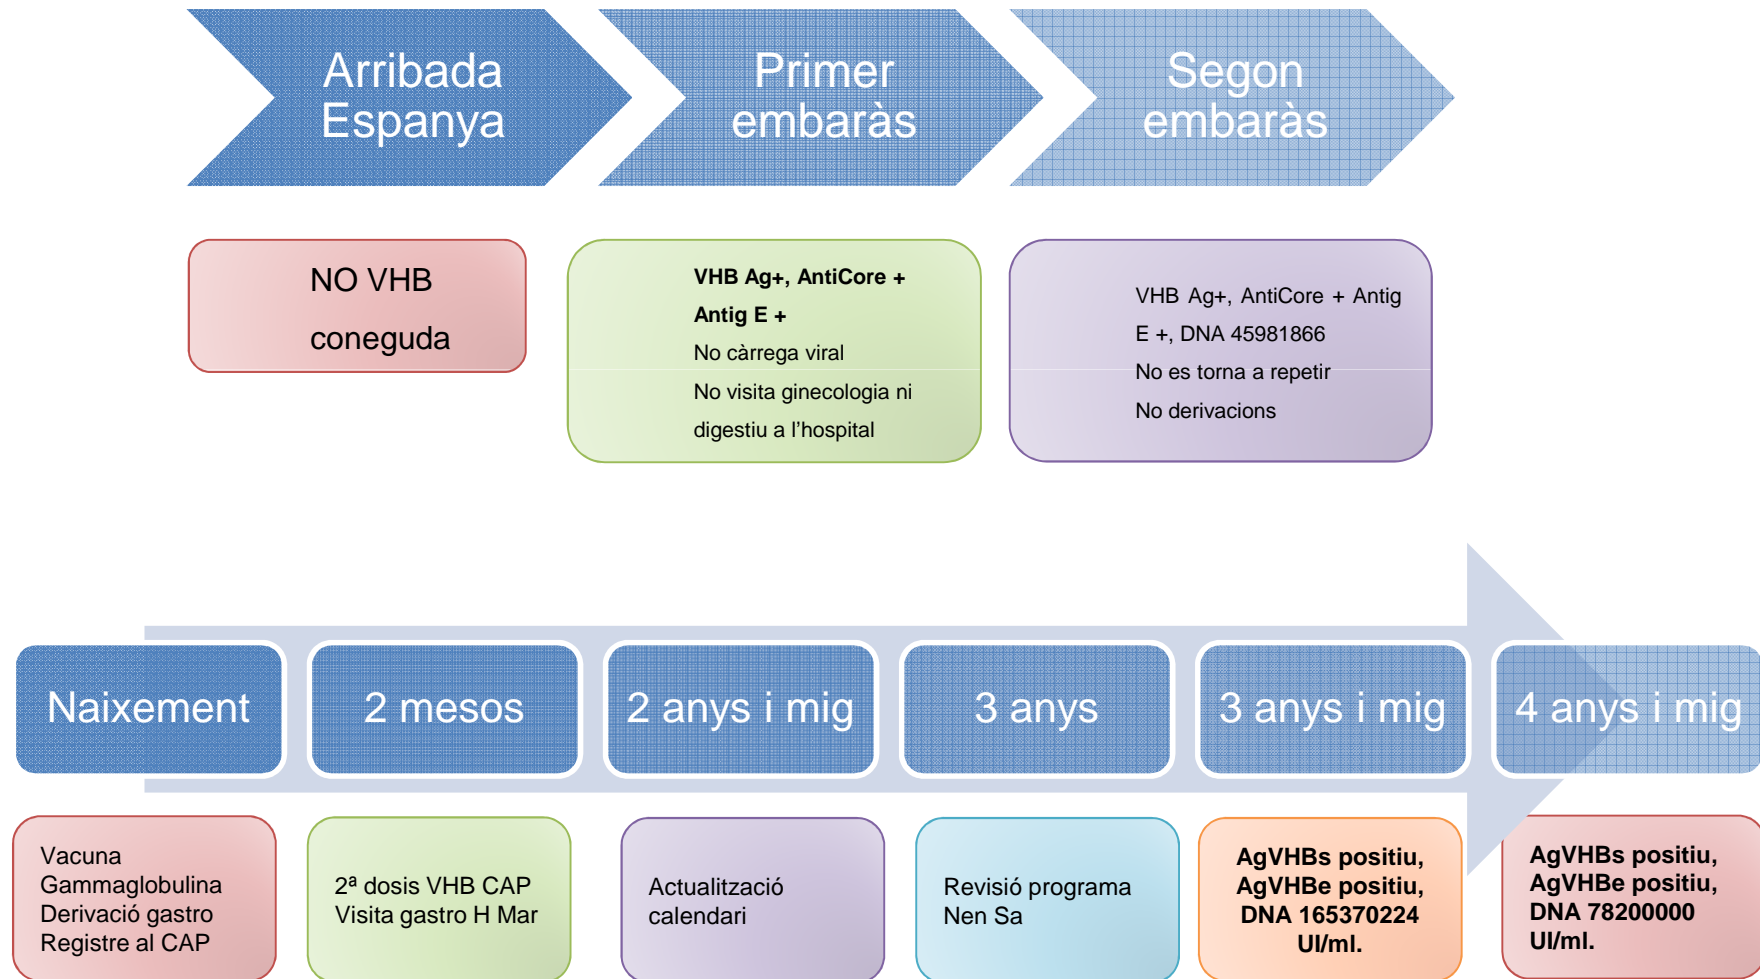 Arribada
Espanya
Primer
embaràs
Segon
embaràs
NO VHB
coneguda
VHB Ag+, AntiCore +
Antig E +
No càrrega viral
No visita ginecologia ni
digestiu a l'hospital
VHB Ag+, AntiCore + Antig
E +, DNA 45981866
No es torna a repetir
No derivacions
Naixement
2 mesos
2 anys i mig
3 anys
3 anys i mig
4 anys i mig
Vacuna
Gammaglobulina
Derivació gastro
Registre al CAP
2ª dosis VHB CAP
Visita gastro H Mar
Actualització
calendari
Revisió programa
Nen Sa
AgVHBs positiu,
AgVHBe positiu,
DNA 165370224
UI/ml.
AgVHBs positiu,
AgVHBe positiu,
DNA 78200000
UI/ml.